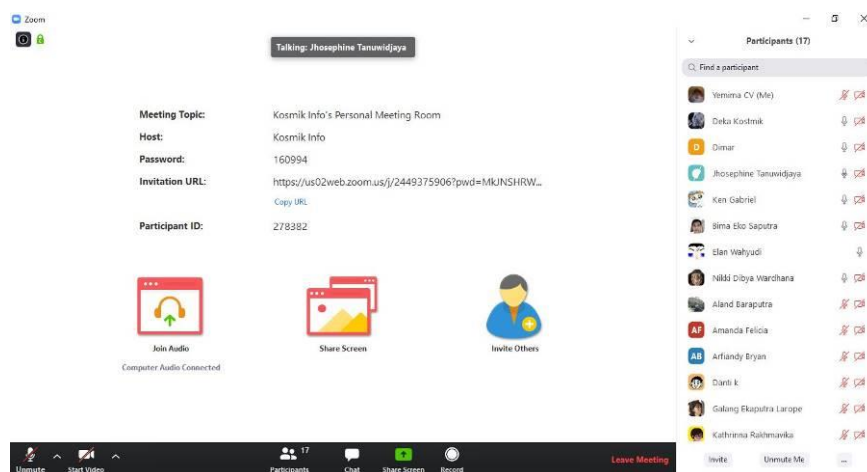 Zoom
Talking: Jhosephine Tanuwidjaya
Meeting Topic: Kosmik Info's Personal Meeting Room
Host: Kosmik Info
Password: 160994
Invitation URL: https://us02web.zoom.us/j/2449375906?pwd=MkJNSHRW...
Copy URL
Participant ID: 278382
Join Audio
Computer Audio Connected
Share Screen
Invite Others
Unmute
Start Video
Participants 17
Chat
Share Screen
Record
Leave Meeting
Participants (17)
Find a participant
Yemima CV (Me)
Deka Kostmik
D Dimar
Jhosephine Tanuwidjaya
Ken Gabriel
Bima Eko Saputra
Elan Wahyudi
Nikki Dibya Wardhana
Aland Baraputra
AF Amanda Felicia
AB Arfiandy Bryan
Danti k
Galang Ekaputra Larope
Kathrinna Rakhmavika
Invite
Unmute Me
...